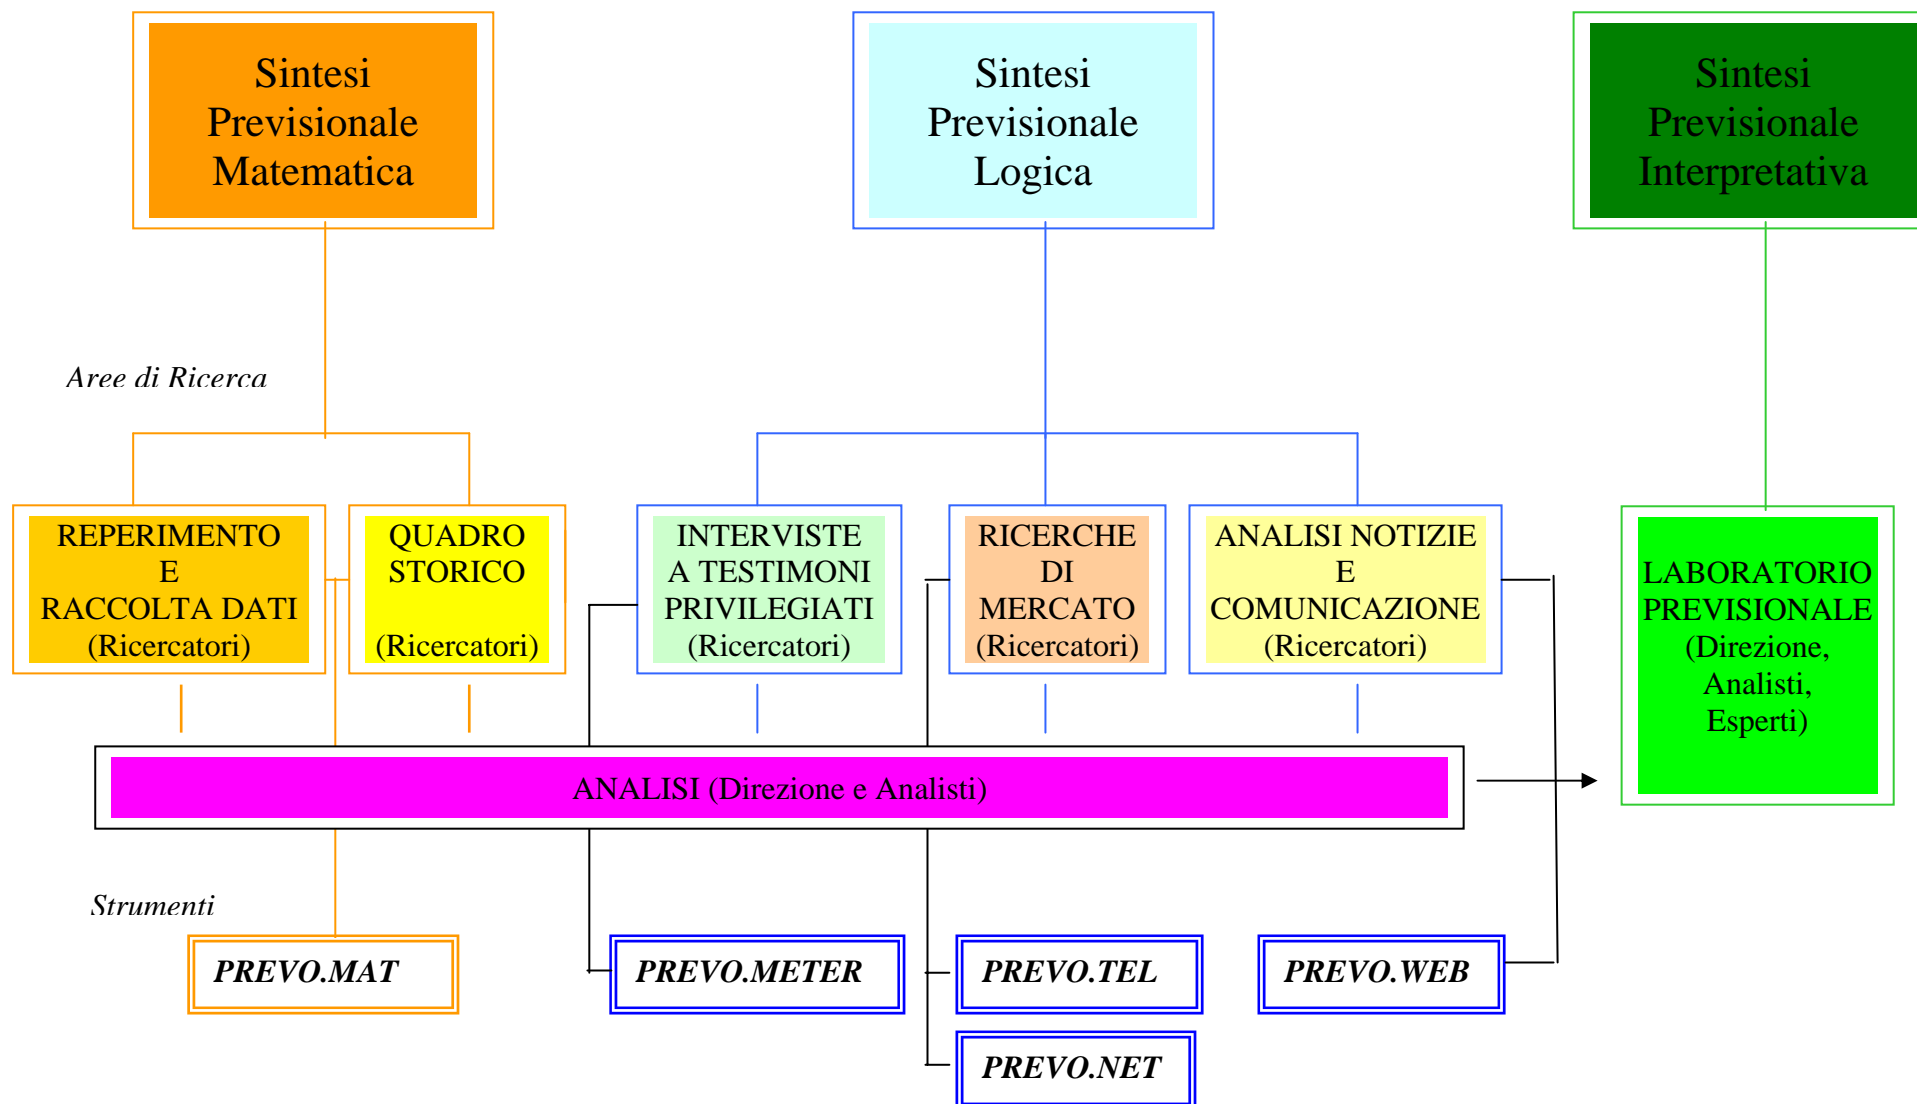 Sintesi
Previsionale
Matematica
Sintesi
Previsionale
Logica
Sintesi
Previsionale
Interpretativa
Aree di Ricerca
REPERIMENTO
E
RACCOLTA DATI
(Ricercatori)
QUADRO
STORICO
(Ricercatori)
INTERVISTE
A TESTIMONI
PRIVILEGIATI
(Ricercatori)
RICERCHE
DI
MERCATO
(Ricercatori)
ANALISI NOTIZIE
E
COMUNICAZIONE
(Ricercatori)
LABORATORIO
PREVISIONALE
(Direzione,
Analisti,
Esperti)
ANALISI (Direzione e Analisti)
Strumenti
PREVO.MAT
PREVO.METER
PREVO.TEL
PREVO.WEB
PREVO.NET